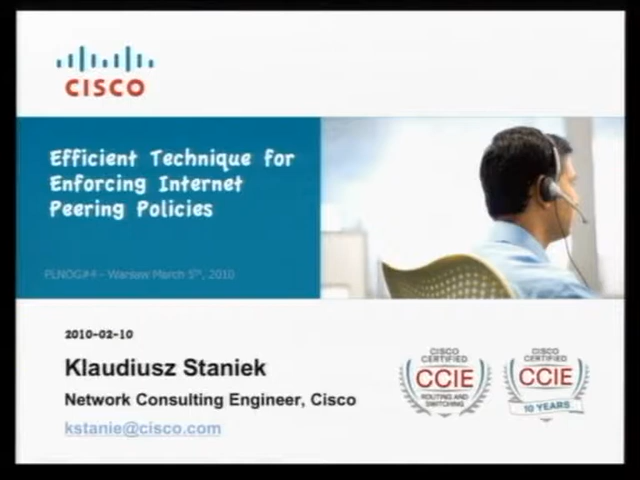 CISCO
Efficient Technique for
Enforcing Internet
Peering Policies
PLNOG#4 - Warsaw March 5th, 2010
2010-02-10
Klaudiusz Staniek
Network Consulting Engineer, Cisco
kstanie@cisco.com
CISCO
CERTIFIED
CCIE
ROUTING AND
SWITCHING
CISCO
CERTIFIED
CCIE
10 YEARS